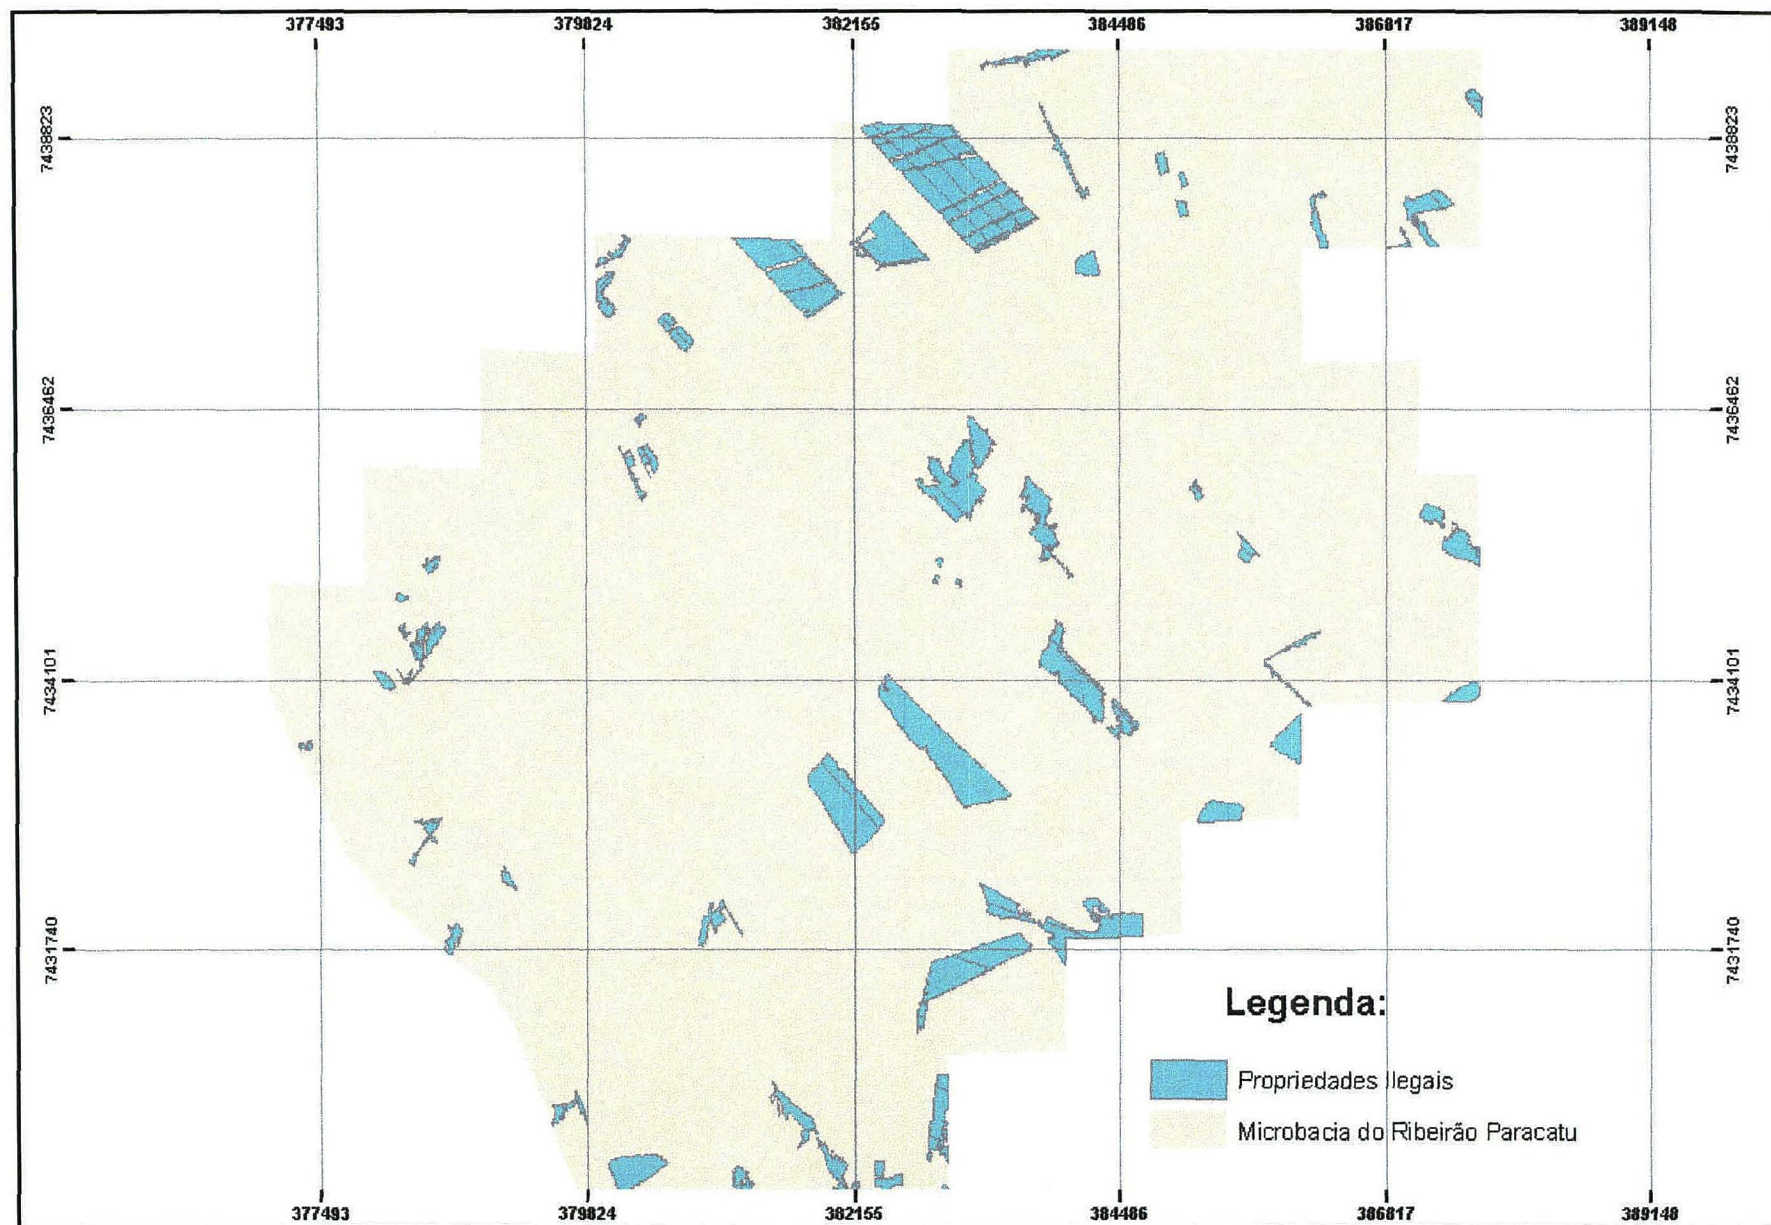 377493 379824 382155 384486 386817 389148
7438823 7438823
7436462 7436462
7434101 7434101
7431740 7431740
Legenda:
Propriedades Ilegais
Microbacia do Ribeirão Paracatu
377493 379824 382155 384486 386817 389148